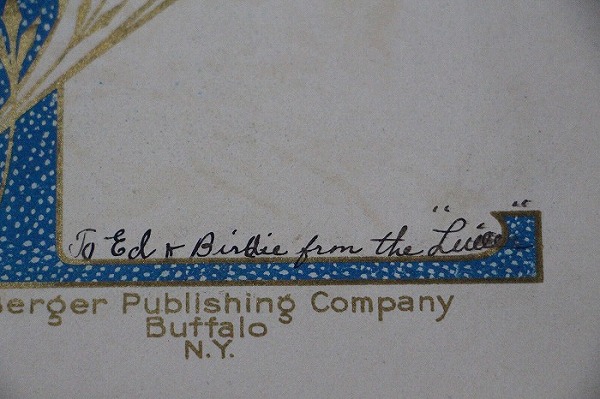 To Ed & Birdie from the
Berger Publishing Company
Buffalo
N.Y.